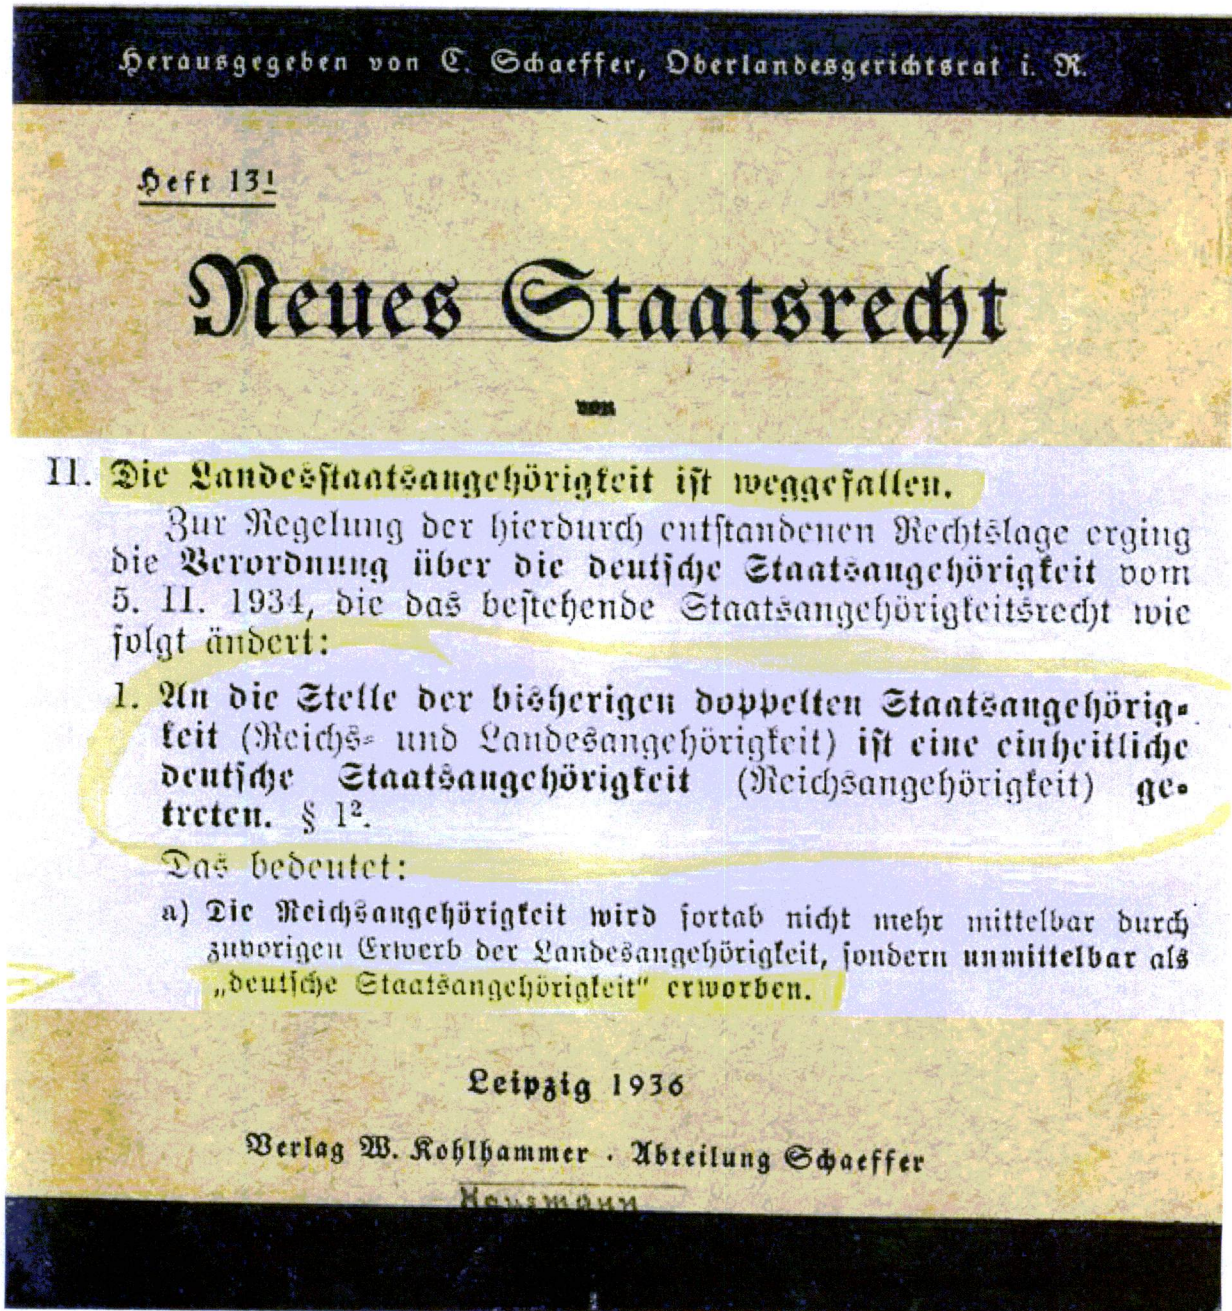 Herausgegeben von C. Schaeffer, Oberlandesgerichtsrat i. R.
Heft 13¹
Neues Staatsrecht
von
II. Die Landesstaatsangehörigkeit ist weggefallen.
Zur Regelung der hierdurch entstandenen Rechtslage erging
die Verordnung über die deutsche Staatsangehörigkeit vom
5. II. 1934, die das bestehende Staatsangehörigkeitsrecht wie
folgt ändert:
1. An die Stelle der bisherigen doppelten Staatsangehörig-
keit (Reichs- und Landesangehörigkeit) ist eine einheitliche
deutsche Staatsangehörigkeit (Reichsangehörigkeit) ge-
treten. § 1².
Das bedeutet:
a) Die Reichsangehörigkeit wird fortab nicht mehr mittelbar durch
zuvorigen Erwerb der Landesangehörigkeit, sondern unmittelbar als
„deutsche Staatsangehörigkeit" erworben.
Leipzig 1936
Verlag W. Kohlhammer · Abteilung Schaeffer